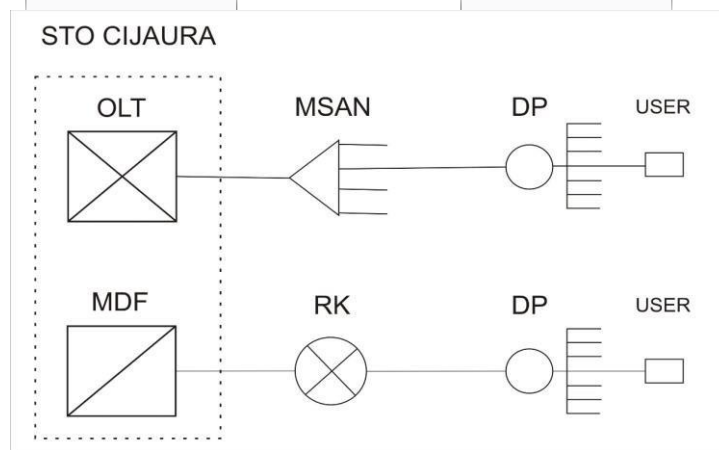 STO CIJAURA
OLT MSAN DP USER
MDF RK DP USER